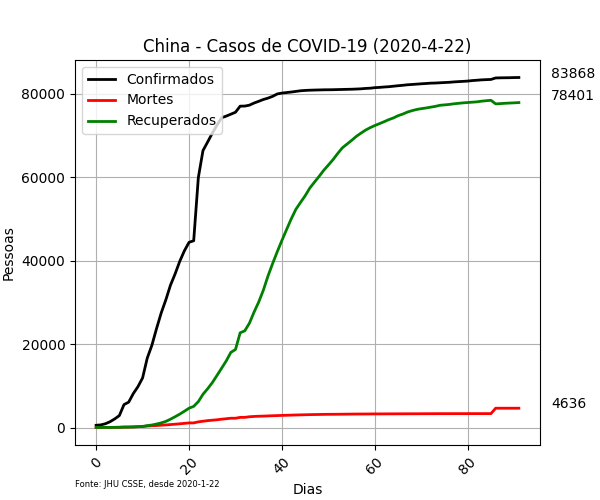 China - Casos de COVID-19 (2020-4-22)
Confirmados
Mortes
Recuperados
83868
78401
4636
Pessoas
80000
60000
40000
20000
0
0 20 40 60 80
Dias
Fonte: JHU CSSE, desde 2020-1-22